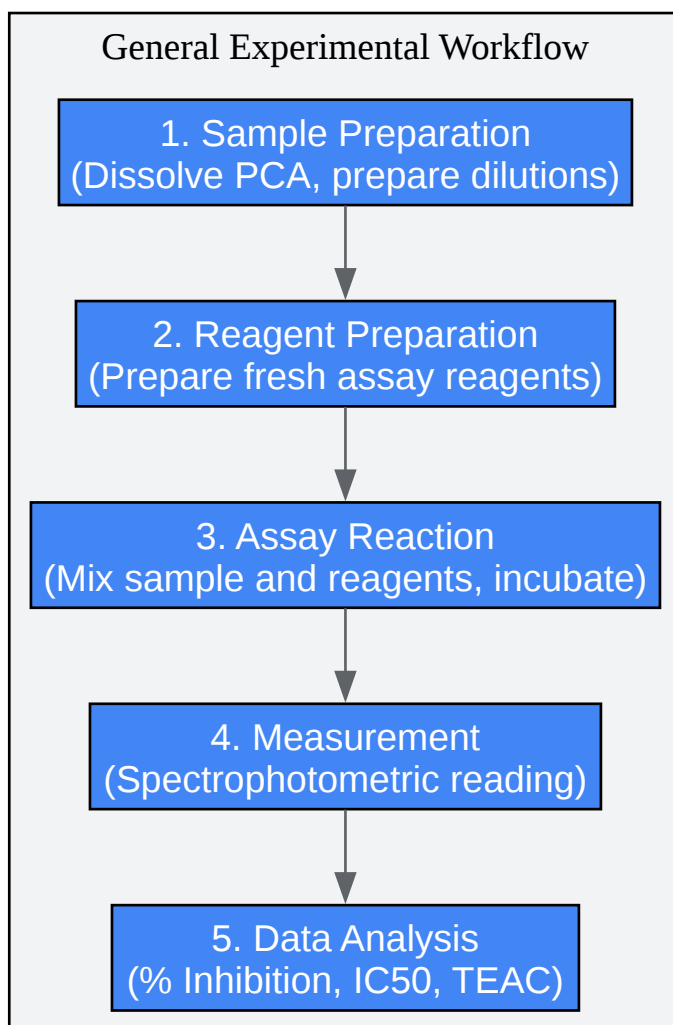 General Experimental Workflow
1. Sample Preparation
(Dissolve PCA, prepare dilutions)
2. Reagent Preparation
(Prepare fresh assay reagents)
3. Assay Reaction
(Mix sample and reagents, incubate)
4. Measurement
(Spectrophotometric reading)
5. Data Analysis
(% Inhibition, IC50, TEAC)